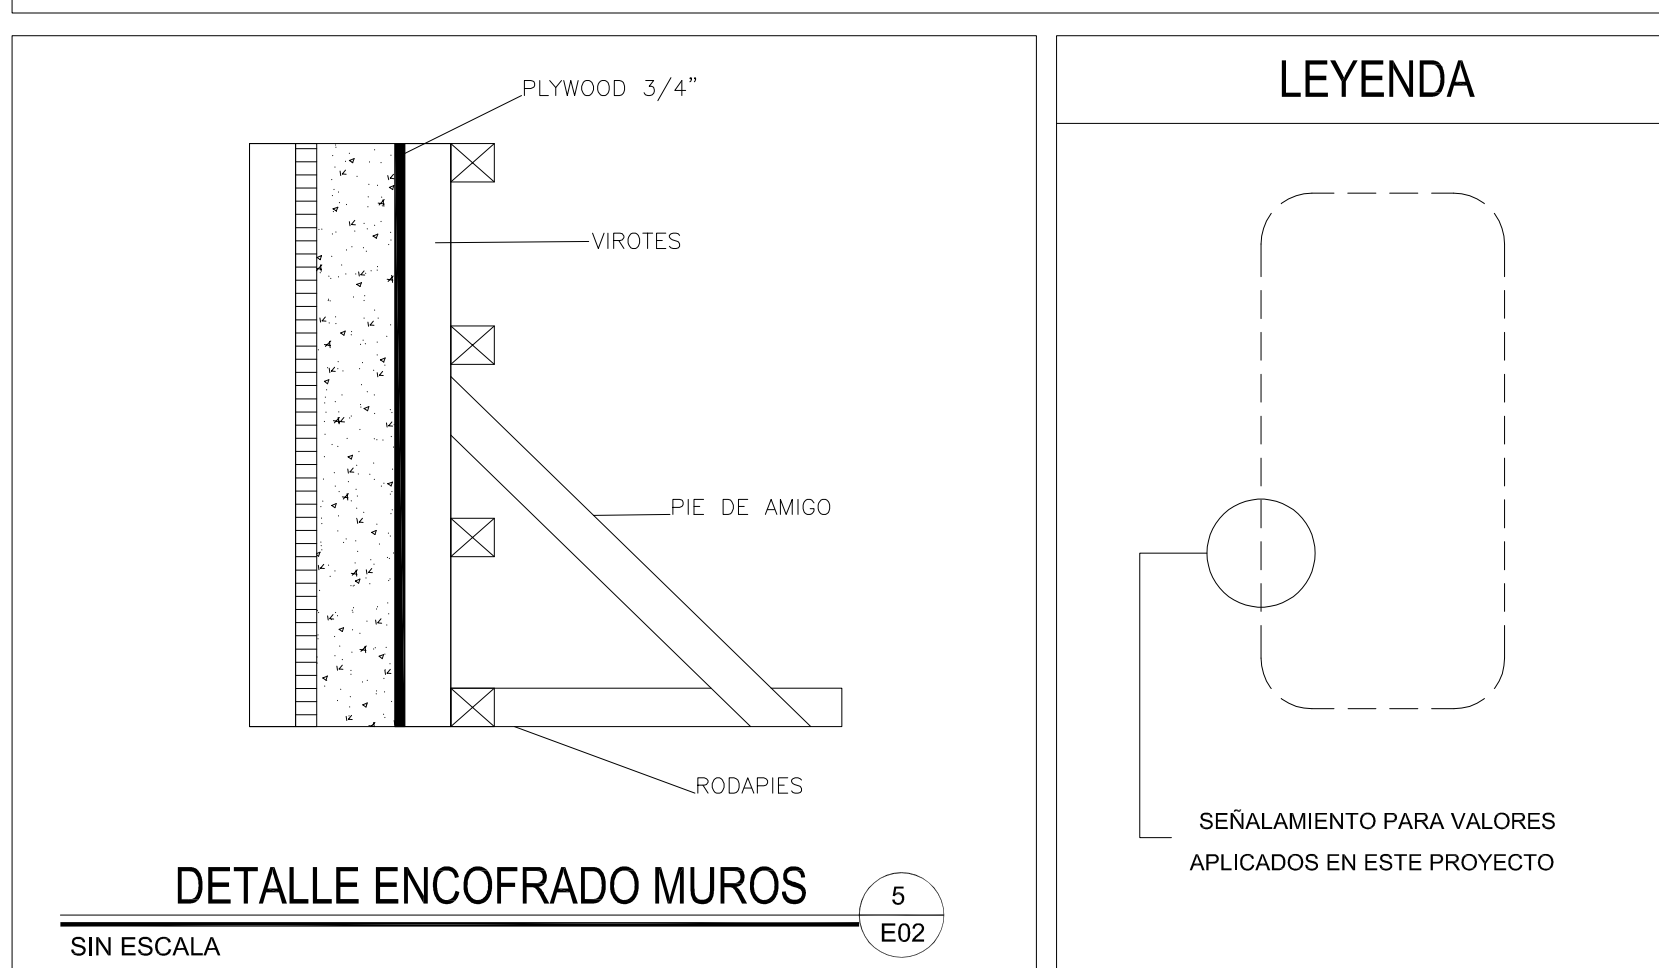 PLYWOOD 3/4”
VIROTES
PIE DE AMIGO
RODAPIES
DETALLE ENCOFRADO MUROS
5
E02
SIN ESCALA
LEYENDA
SEÑALAMIENTO PARA VALORES
APLICADOS EN ESTE PROYECTO